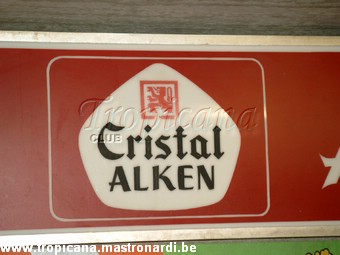 Tropicana
CLUB
Cristal
ALKEN
www.tropicana.mastronardi.be